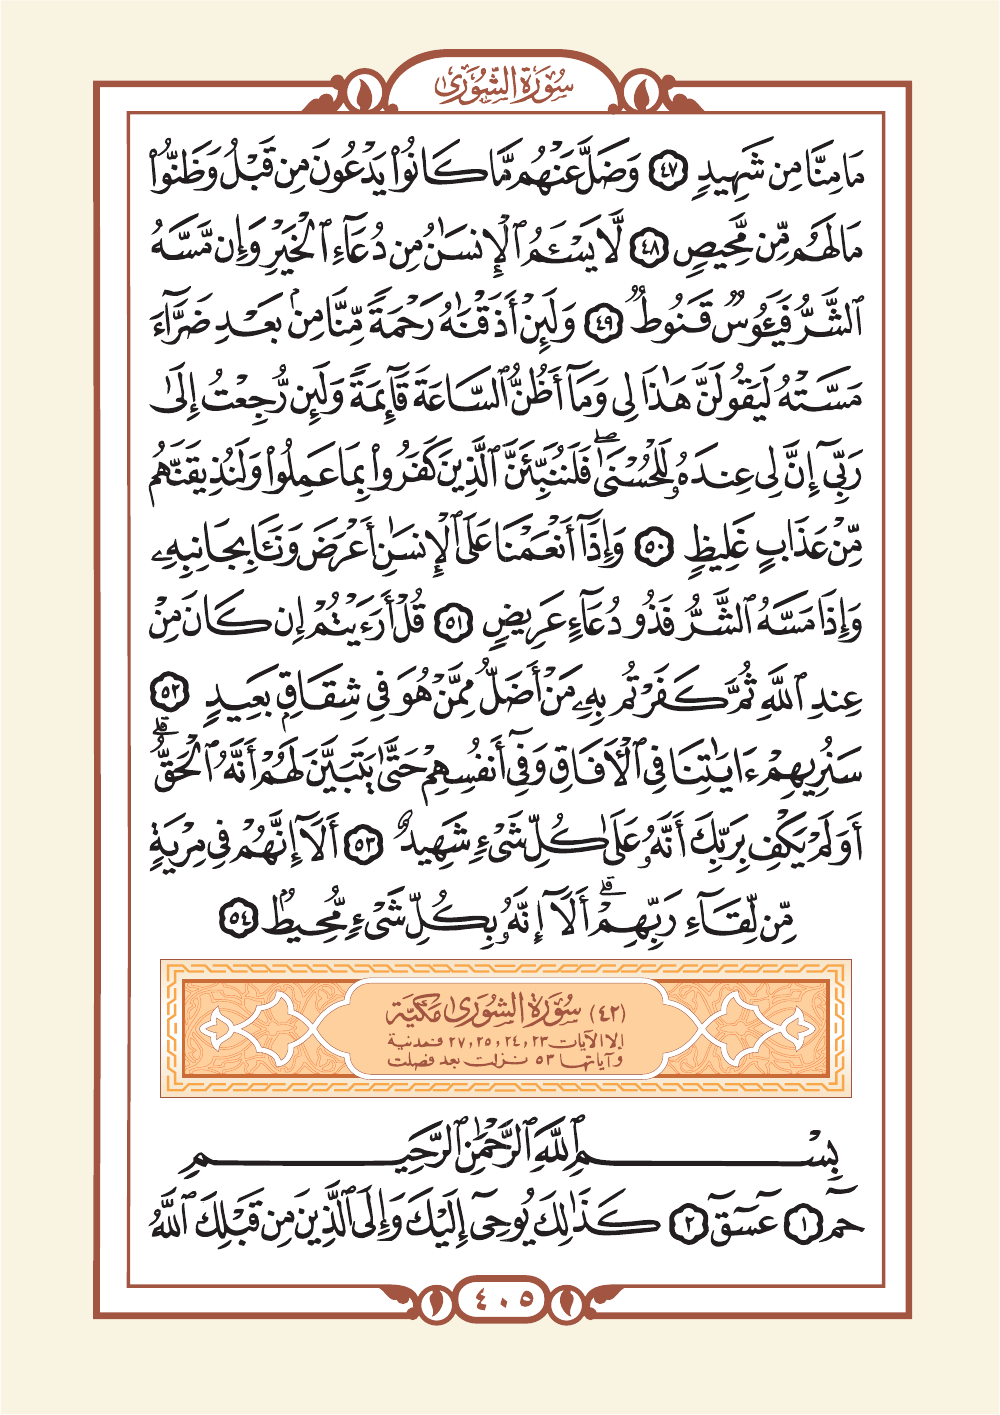 سُورَةُ الشُّورَىٰ
مَا مِنَّا مِن شَهِيدٍ ٤٧ وَضَلَّ عَنْهُم مَّا كَانُوا۟ يَدْعُونَ مِن قَبْلُ وَظَنُّوا۟
مَا لَهُم مِّن مَّحِيصٍ ٤٨ لَّا يَسْـَٔمُ ٱلْإِنسَـٰنُ مِن دُعَآءِ ٱلْخَيْرِ وَإِن مَّسَّهُ
ٱلشَّرُّ فَيَـُٔوسٌ قَنُوطٌ ٤٩ وَلَئِنْ أَذَقْنَـٰهُ رَحْمَةً مِّنَّا مِنۢ بَعْدِ ضَرَّآءَ
مَسَّتْهُ لَيَقُولَنَّ هَـٰذَا لِى وَمَآ أَظُنُّ ٱلسَّاعَةَ قَآئِمَةً وَلَئِن رُّجِعْتُ إِلَىٰ
رَبِّىٓ إِنَّ لِى عِندَهُۥ لَلْحُسْنَىٰ ۖ فَلَنُنَبِّئَنَّ ٱلَّذِينَ كَفَرُوا۟ بِمَا عَمِلُوا۟ وَلَنُذِيقَنَّهُم
مِّنْ عَذَابٍ غَلِيظٍ ٥٠ وَإِذَآ أَنْعَمْنَا عَلَى ٱلْإِنسَـٰنِ أَعْرَضَ وَنَـَٔا بِجَانِبِهِۦ
وَإِذَا مَسَّهُ ٱلشَّرُّ فَذُو دُعَآءٍ عَرِيضٍ ٥١ قُلْ أَرَءَيْتُمْ إِن كَانَ مِنْ
عِندِ ٱللَّهِ ثُمَّ كَفَرْتُم بِهِۦ مَنْ أَضَلُّ مِمَّنْ هُوَ فِى شِقَاقٍۭ بَعِيدٍ ٥٢
سَنُرِيهِمْ ءَايَـٰتِنَا فِى ٱلْـَٔافَاقِ وَفِىٓ أَنفُسِهِمْ حَتَّىٰ يَتَبَيَّنَ لَهُمْ أَنَّهُ ٱلْحَقُّ ۗ
أَوَلَمْ يَكْفِ بِرَبِّكَ أَنَّهُۥ عَلَىٰ كُلِّ شَىْءٍ شَهِيدٌ ٥٣ أَلَآ إِنَّهُمْ فِى مِرْيَةٍ
مِّن لِّقَآءِ رَبِّهِمْ ۗ أَلَآ إِنَّهُۥ بِكُلِّ شَىْءٍ مُّحِيطٌۢ ٥٤
(٤٢) سُورَةُ الشُّورَىٰ مَكِّيَّة
إلا الآيات ٢٣، ٢٤، ٢٥، ٢٧ فمدنية
وآياتها ٥٣ نزلت بعد فصلت
بِسْمِ ٱللَّهِ ٱلرَّحْمَـٰنِ ٱلرَّحِيمِ
حمٓ ١ عٓسٓقٓ ٢ كَذَٰلِكَ يُوحِىٓ إِلَيْكَ وَإِلَى ٱلَّذِينَ مِن قَبْلِكَ ٱللَّهُ
٤٠٥